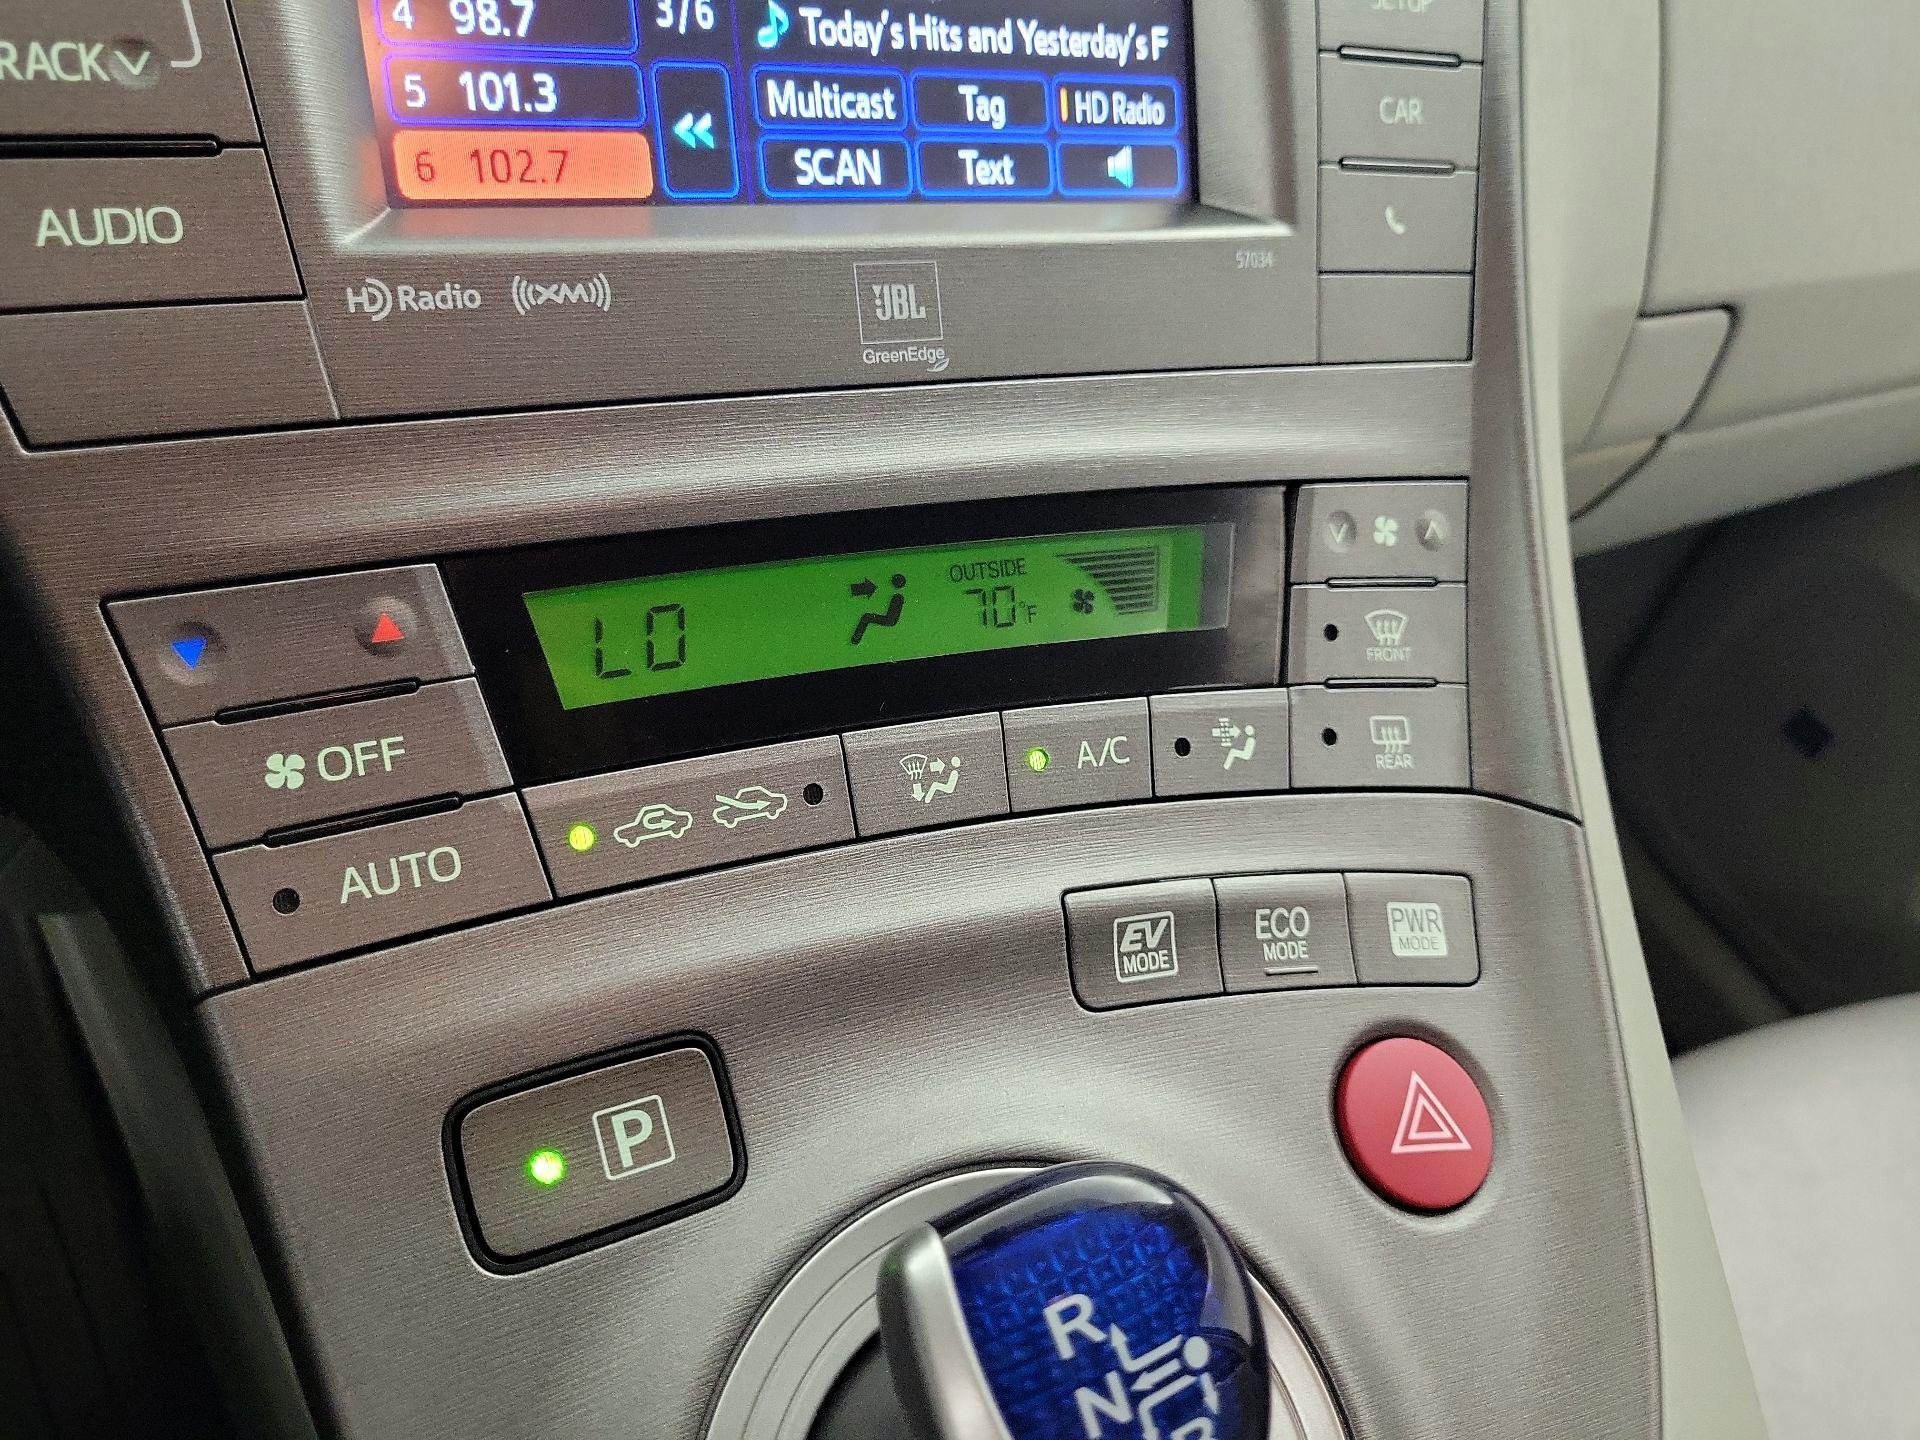 4 98.7
3/6
Today's Hits and Yesterday's F
SETUP
RACK
5 101.3
Multicast
Tag
HD Radio
CAR
6 102.7
SCAN
Text
AUDIO
HD Radio
((XM))
JBL
GreenEdge
57034
LO
OUTSIDE
70°F
FRONT
OFF
A/C
REAR
AUTO
EV
MODE
ECO
MODE
PWR
MODE
P
R
N